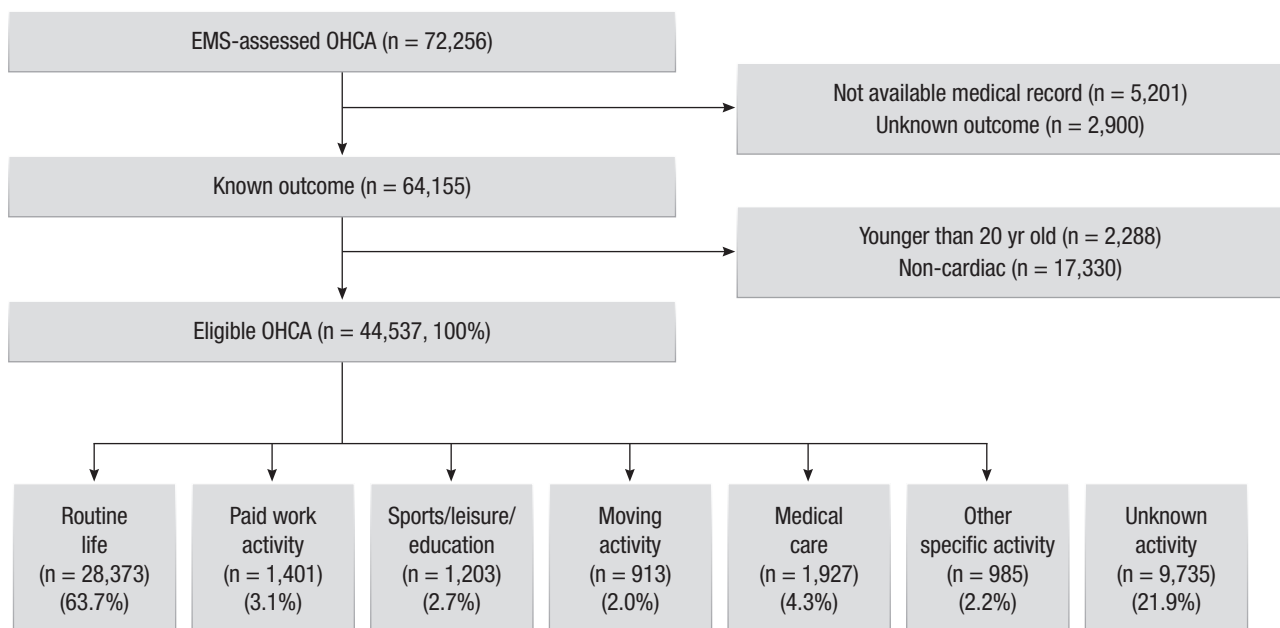 EMS-assessed OHCA (n = 72,256)
Not available medical record (n = 5,201)
Unknown outcome (n = 2,900)
Known outcome (n = 64,155)
Younger than 20 yr old (n = 2,288)
Non-cardiac (n = 17,330)
Eligible OHCA (n = 44,537, 100%)
Routine
life
(n = 28,373)
(63.7%)
Paid work
activity
(n = 1,401)
(3.1%)
Sports/leisure/
education
(n = 1,203)
(2.7%)
Moving
activity
(n = 913)
(2.0%)
Medical
care
(n = 1,927)
(4.3%)
Other
specific activity
(n = 985)
(2.2%)
Unknown
activity
(n = 9,735)
(21.9%)